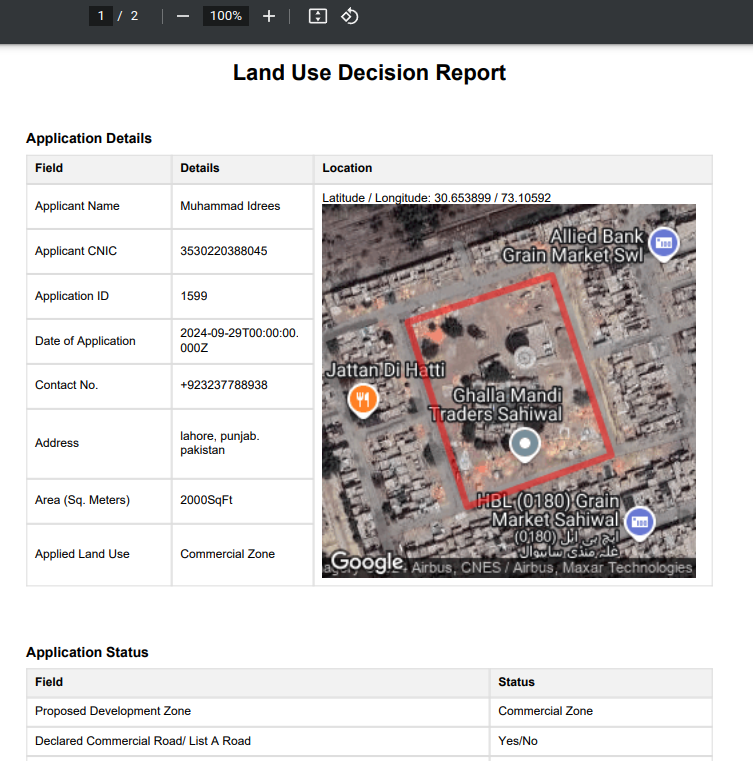 1 / 2
100%
Land Use Decision Report
Application Details
Field Details Location
Applicant Name Muhammad Idrees
Latitude / Longitude: 30.653899 / 73.10592
Applicant CNIC 3530220388045
Application ID 1599
Date of Application 2024-09-29T00:00:00.
000Z
Contact No. +923237788938
Address lahore, punjab.
pakistan
Area (Sq. Meters) 2000SqFt
Applied Land Use Commercial Zone
Allied Bank
Grain Market Swl
Jattan Di Hatti
Ghalla Mandi
Traders Sahiwal
HBL (0180) Grain
Market Sahiwal
ایچ بی ایل (0180)
غلہ منڈی ساہیوال
Google
Airbus, CNES / Airbus, Maxar Technologies
Application Status
Field Status
Proposed Development Zone Commercial Zone
Declared Commercial Road/ List A Road Yes/No